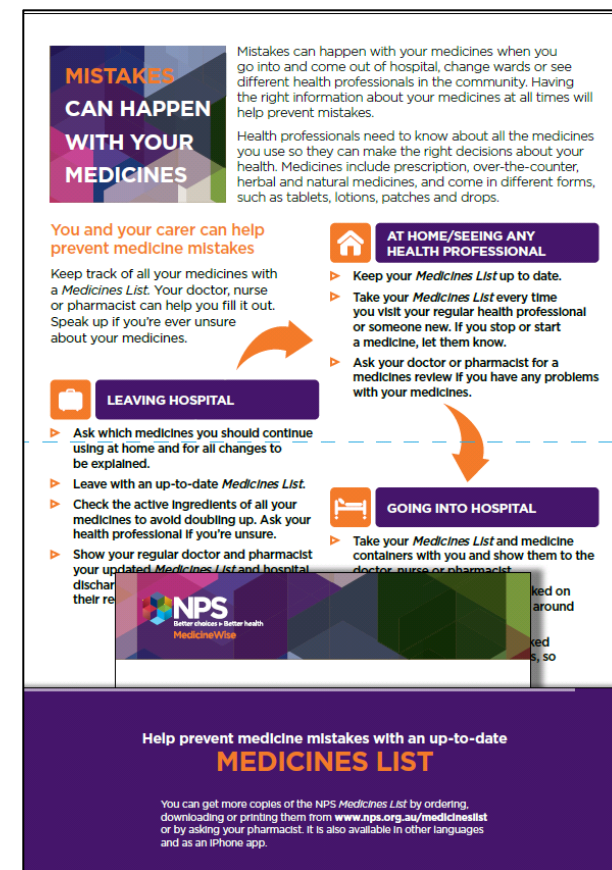 MISTAKES
CAN HAPPEN
WITH YOUR
MEDICINES
Mistakes can happen with your medicines when you
go into and come out of hospital, change wards or see
different health professionals in the community. Having
the right information about your medicines at all times will
help prevent mistakes.
Health professionals need to know about all the medicines
you use so they can make the right decisions about your
health. Medicines include prescription, over-the-counter,
herbal and natural medicines, and come in different forms,
such as tablets, lotions, patches and drops.
You and your carer can help
prevent medicine mistakes
Keep track of all your medicines with
a Medicines List. Your doctor, nurse
or pharmacist can help you fill it out.
Speak up if you're ever unsure
about your medicines.
AT HOME/SEEING ANY
HEALTH PROFESSIONAL
Keep your Medicines List up to date.
Take your Medicines List every time
you visit your regular health professional
or someone new. If you stop or start
a medicine, let them know.
Ask your doctor or pharmacist for a
medicines review if you have any problems
with your medicines.
LEAVING HOSPITAL
Ask which medicines you should continue
using at home and for all changes to
be explained.
Leave with an up-to-date Medicines List.
Check the active ingredients of all your
medicines to avoid doubling up. Ask your
health professional if you're unsure.
Show your regular doctor and pharmacist
your updated Medicines List and hospital
their
GOING INTO HOSPITAL
Take your Medicines List and medicine
containers with you and show them to the
doctor, nurse or pharmacist
on
around
so
NPS
Better choices ▸ Better health
MedicineWise
Help prevent medicine mistakes with an up-to-date
MEDICINES LIST
You can get more copies of the NPS Medicines List by ordering,
downloading or printing them from www.nps.org.au/medicineslist
or by asking your pharmacist. It is also available in other languages
and as an iPhone app.